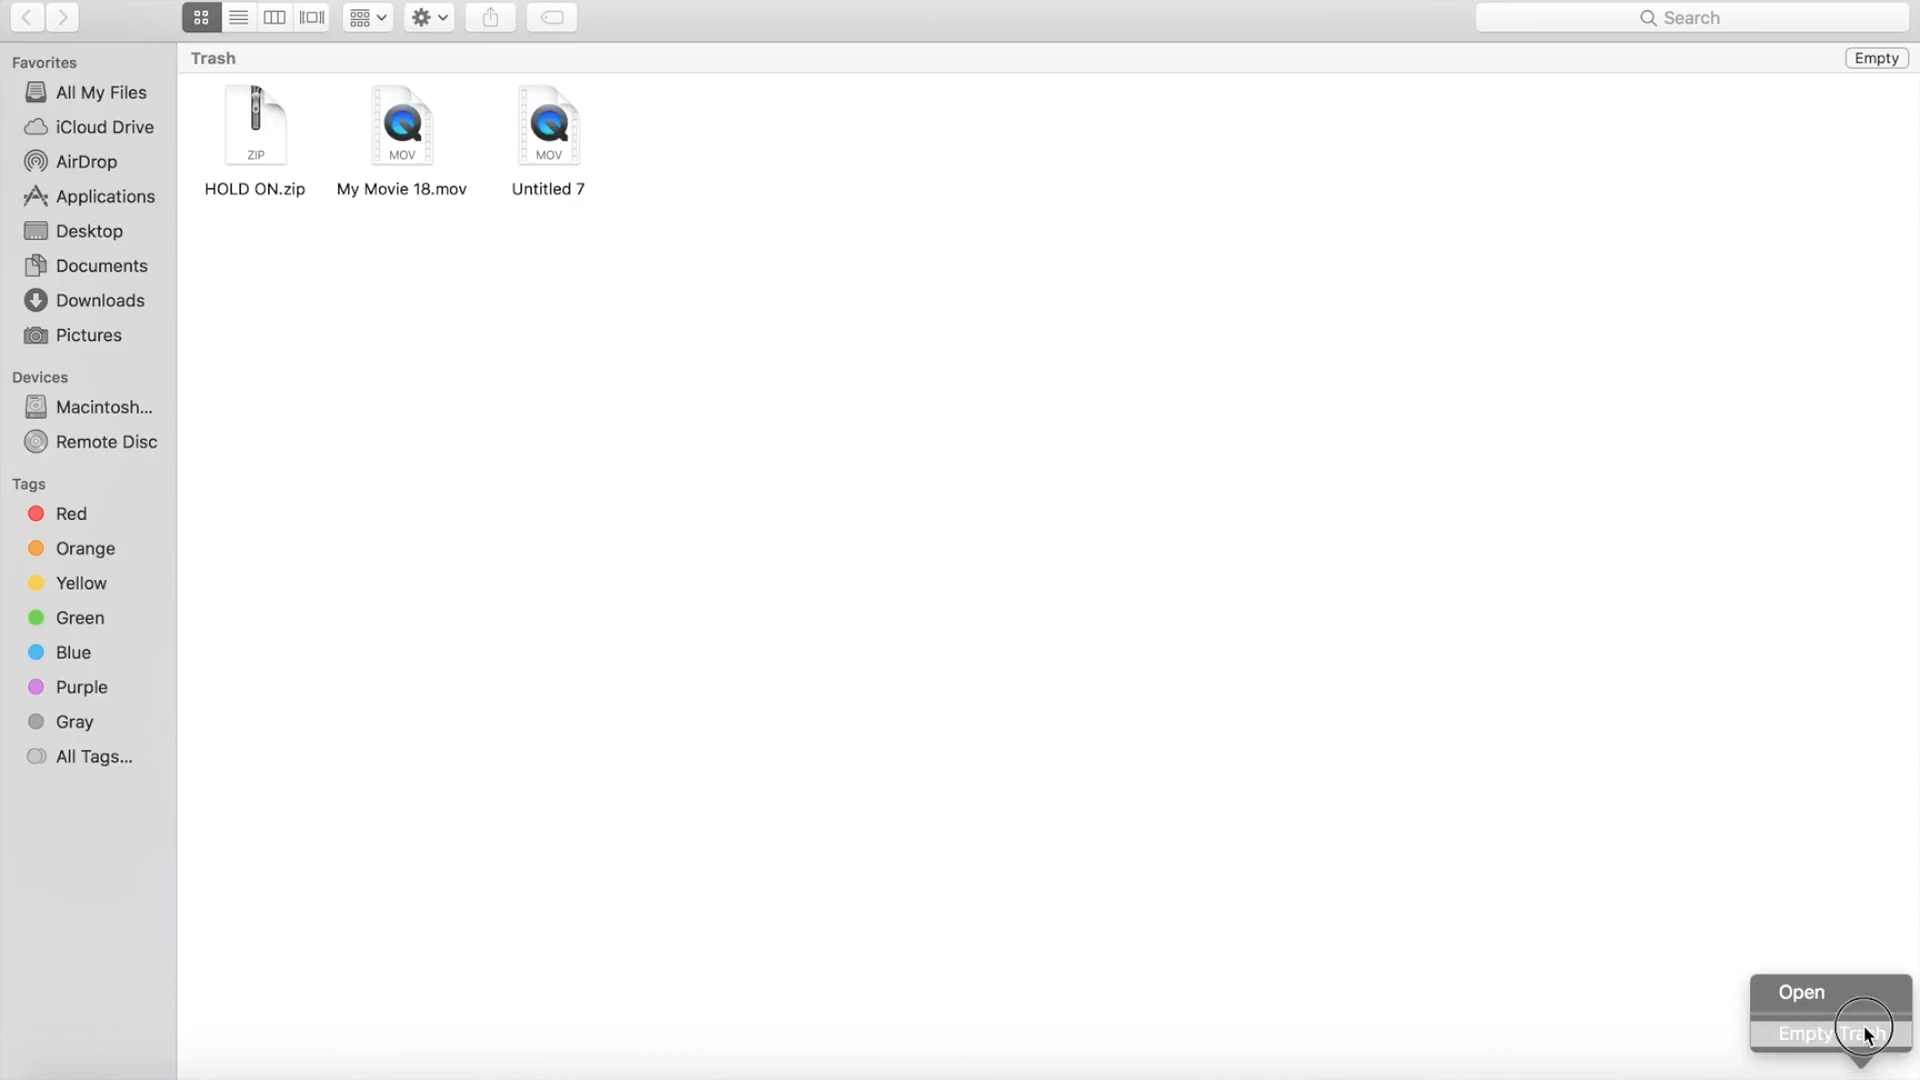 Search
Favorites
All My Files
iCloud Drive
AirDrop
Applications
Desktop
Documents
Downloads
Pictures
Devices
Macintosh...
Remote Disc
Tags
Red
Orange
Yellow
Green
Blue
Purple
Gray
All Tags...
Trash
Empty
ZIP
MOV
MOV
HOLD ON.zip
My Movie 18.mov
Untitled 7
Open
Empty Trash